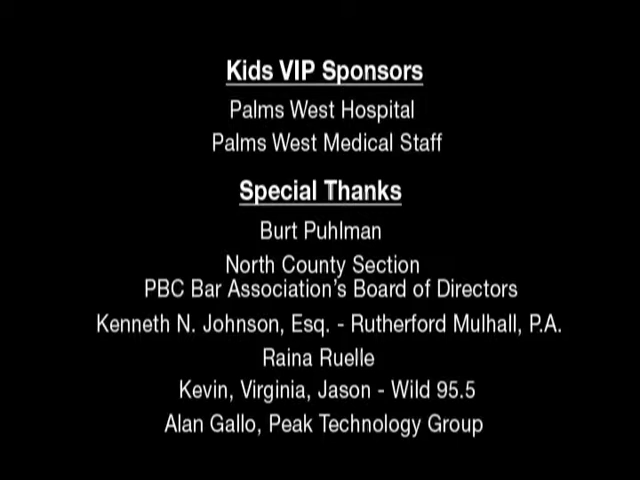 Kids VIP Sponsors
Palms West Hospital
Palms West Medical Staff
Special Thanks
Burt Puhlman
North County Section
PBC Bar Association's Board of Directors
Kenneth N. Johnson, Esq. - Rutherford Mulhall, P.A.
Raina Ruelle
Kevin, Virginia, Jason - Wild 95.5
Alan Gallo, Peak Technology Group